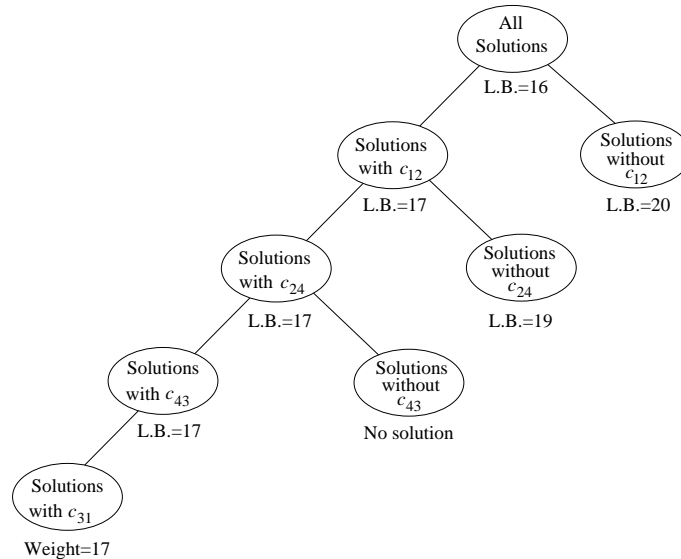 All
Solutions
L.B.=16
Solutions
with c12
L.B.=17
Solutions
without
c12
L.B.=20
Solutions
with c24
L.B.=17
Solutions
without
c24
L.B.=19
Solutions
with c43
L.B.=17
Solutions
without
c43
No solution
Solutions
with c31
Weight=17